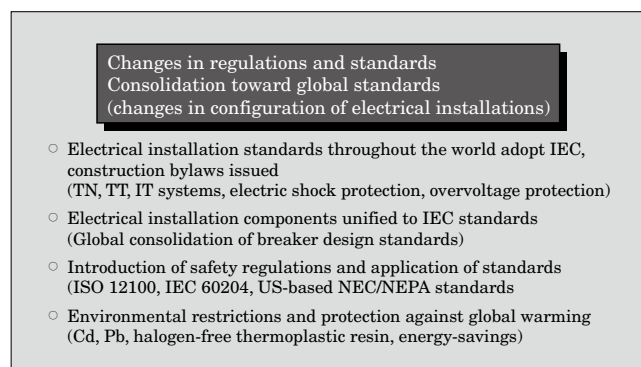 Changes in regulations and standards
Consolidation toward global standards
(changes in configuration of electrical installations)
○ Electrical installation standards throughout the world adopt IEC,
construction bylaws issued
(TN, TT, IT systems, electric shock protection, overvoltage protection)
○ Electrical installation components unified to IEC standards
(Global consolidation of breaker design standards)
○ Introduction of safety regulations and application of standards
(ISO 12100, IEC 60204, US-based NEC/NEPA standards
○ Environmental restrictions and protection against global warming
(Cd, Pb, halogen-free thermoplastic resin, energy-savings)